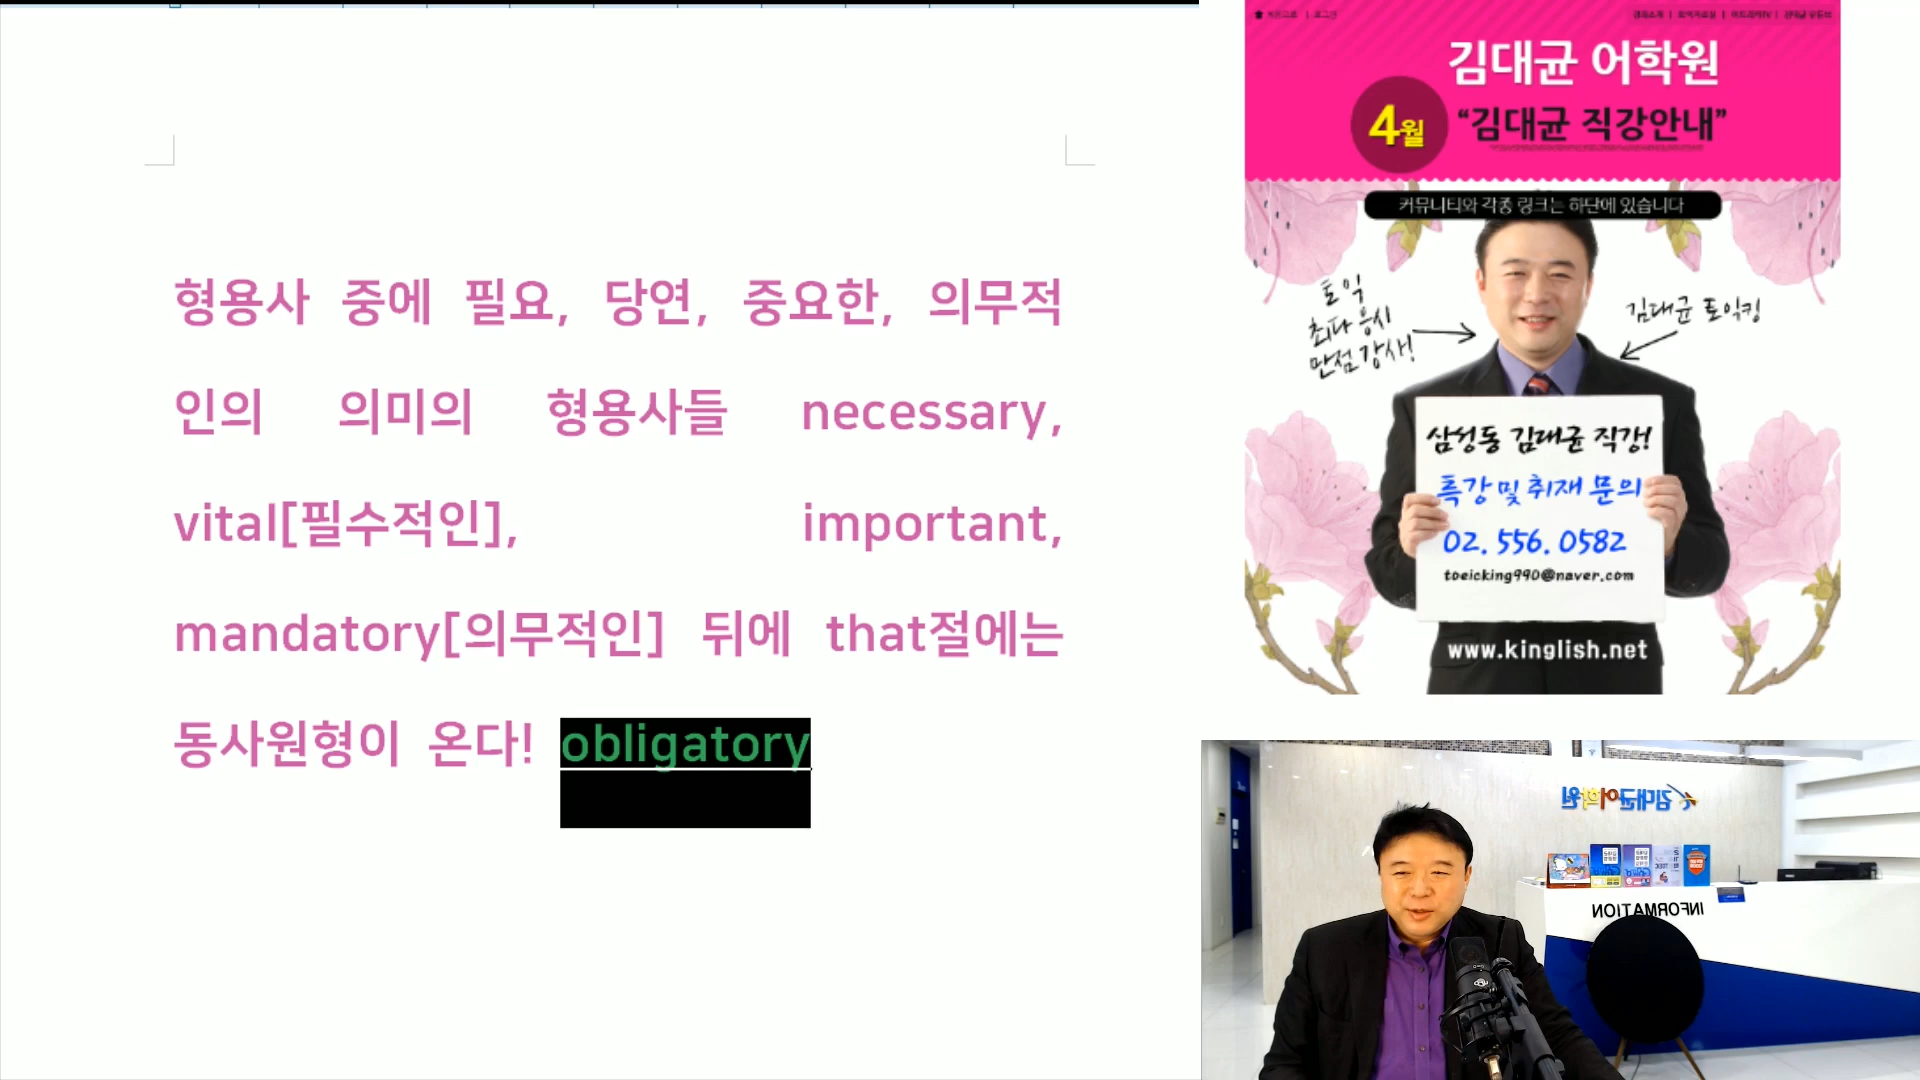 형용사 중에 필요, 당연, 중요한, 의무적
인의 의미의 형용사들 necessary,
vital[필수적인], important,
mandatory[의무적인] 뒤에 that절에는
동사원형이 온다! obligatory
김대균 어학원
4월 “김대균 직강안내”
커뮤니티와 각종 링크는 하단에 있습니다
토익
최다 응시
만점 강사!
김대균 토익킹
삼성동 김대균 직강!
특강 및 취재 문의
02. 556. 0582
toeicking990@naver.com
www.kinglish.net
김대균어학원
INFORMATION